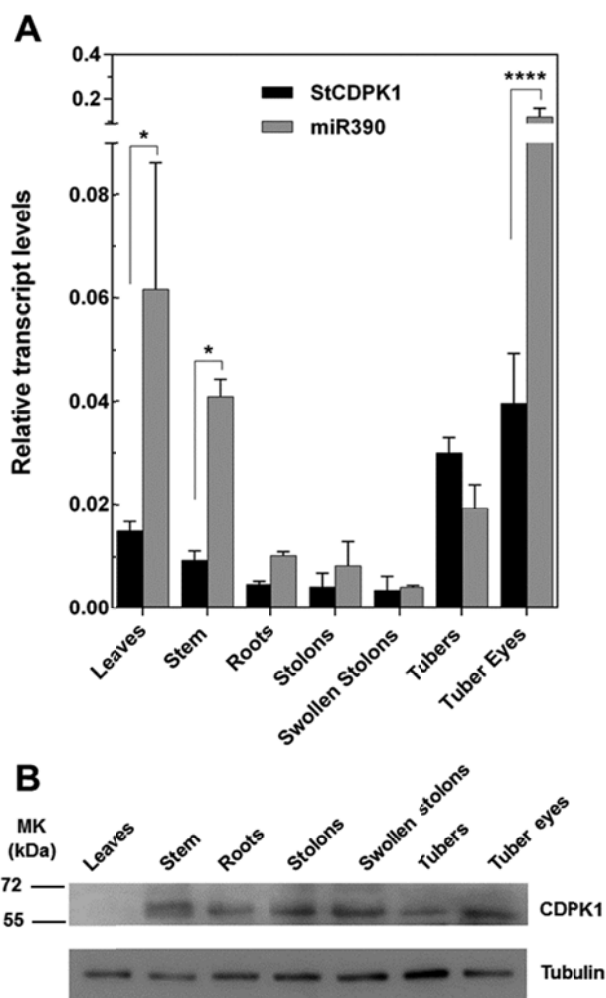 A
0.4
0.2
0.08
0.06
0.04
0.02
0.00
Relative transcript levels
StCDPK1
miR390
*
*
****
Leaves
Stem
Roots
Stolons
Swollen Stolons
Tubers
Tuber Eyes
B
MK
(kDa)
Leaves
Stem
Roots
Stolons
Swollen stolons
Tubers
Tuber eyes
72
55
CDPK1
Tubulin